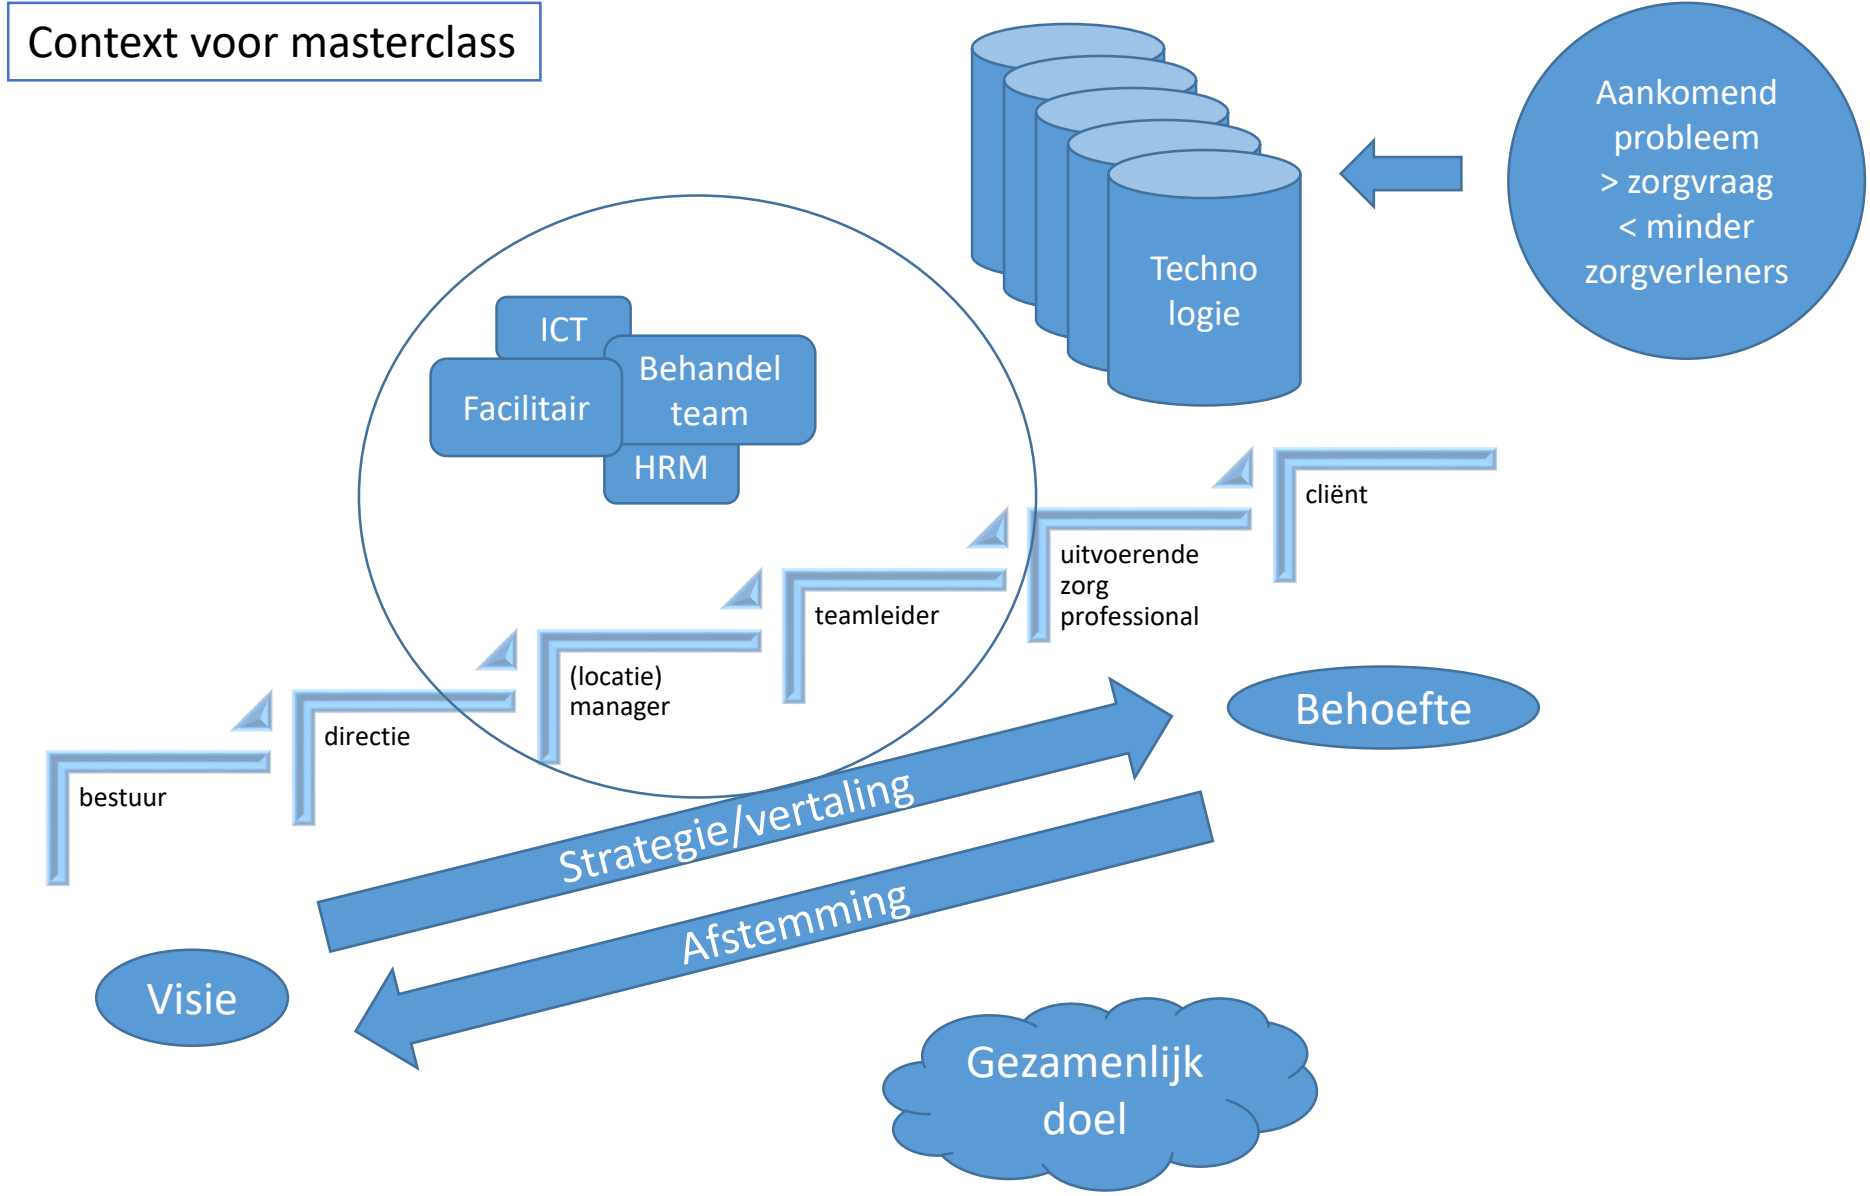 Context voor masterclass
Aankomend
probleem
> zorgvraag
< minder
zorgverleners
Techno
logie
ICT
Behandel
team
Facilitair
HRM
cliënt
uitvoerende
zorg
professional
teamleider
(locatie)
manager
directie
bestuur
Behoefte
Strategie/vertaling
Afstemming
Visie
Gezamenlijk
doel